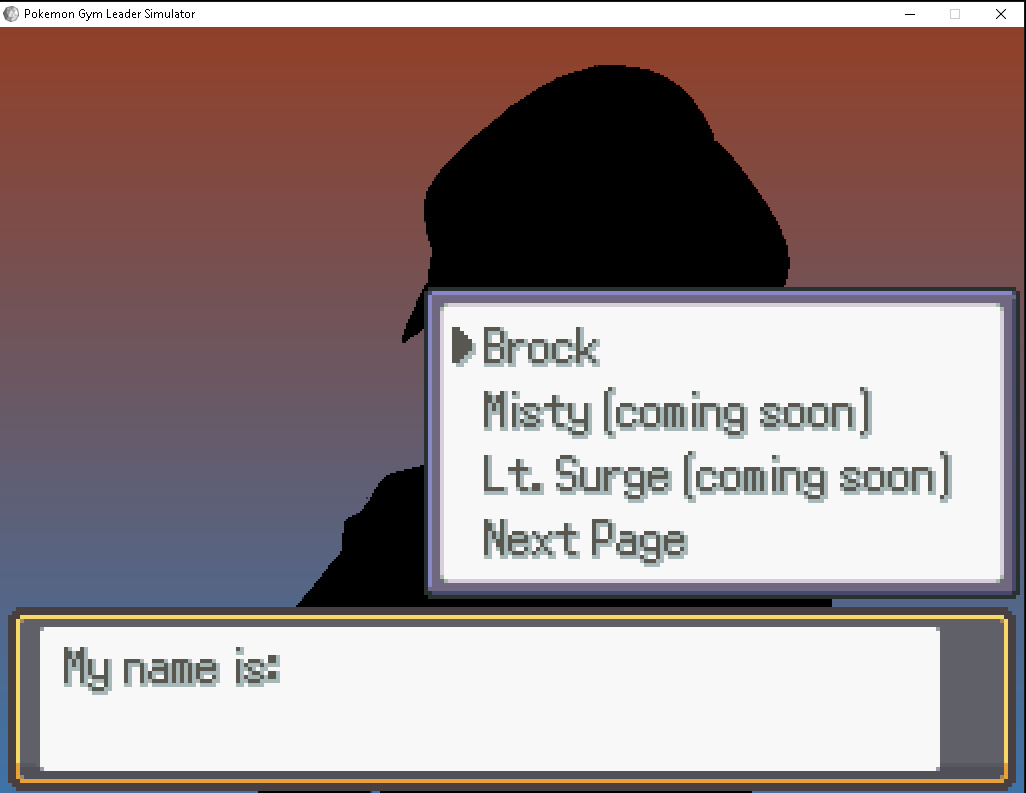 Pokemon Gym Leader Simulator
Brock
Misty (coming soon)
Lt. Surge (coming soon)
Next Page
My name is: